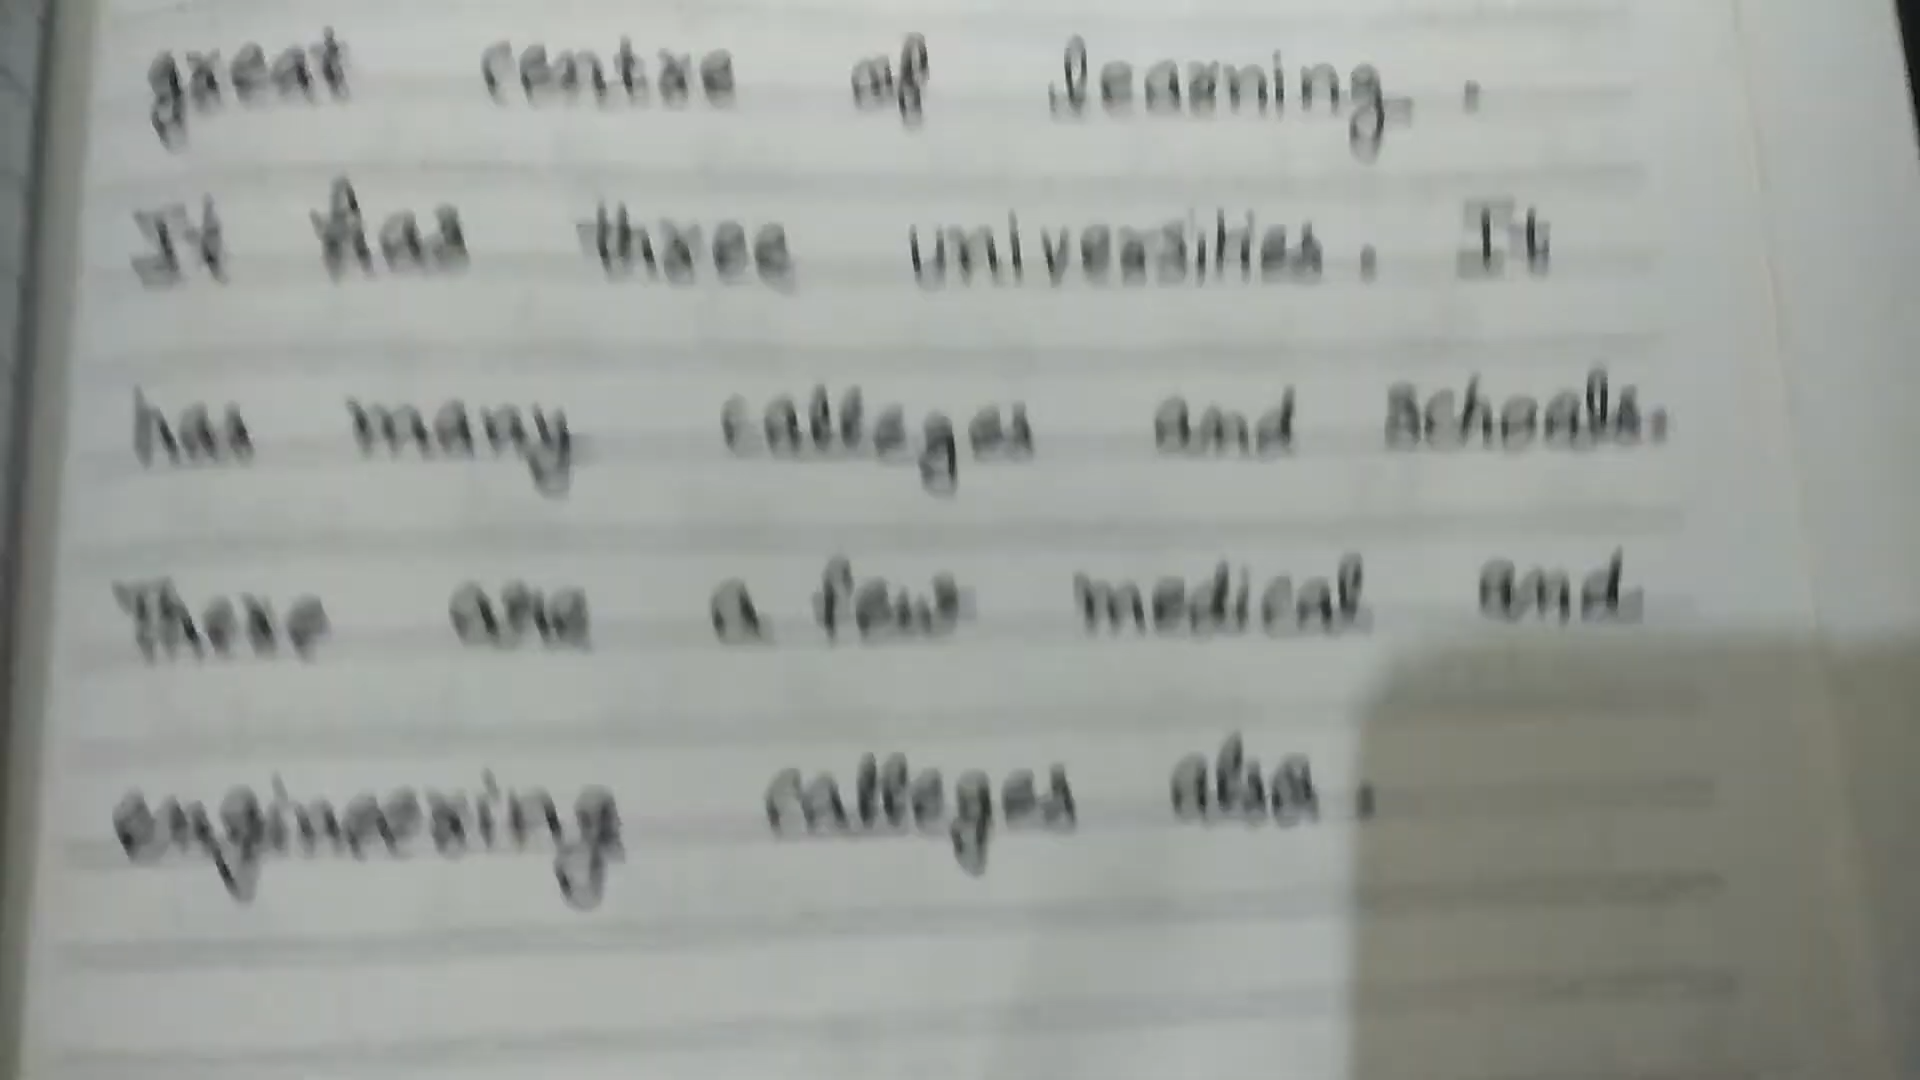 great centre of learning.
It has three universities. It
has many colleges and schools.
There are a few medical and
engineering colleges also.